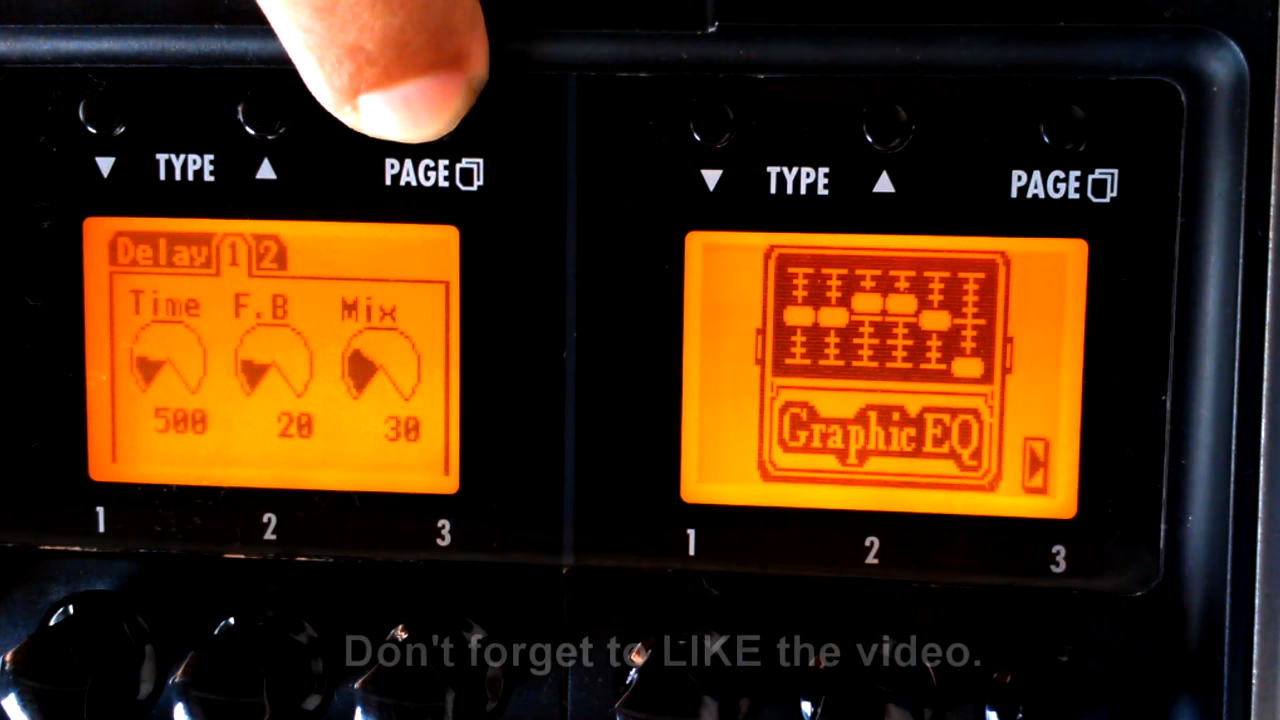 ▼ TYPE ▲
PAGE
▼ TYPE ▲
PAGE
Delay 1 2
Time F.B Mix
500 20 30
Graphic EQ
1 2 3
1 2 3
Don't forget to LIKE the video.